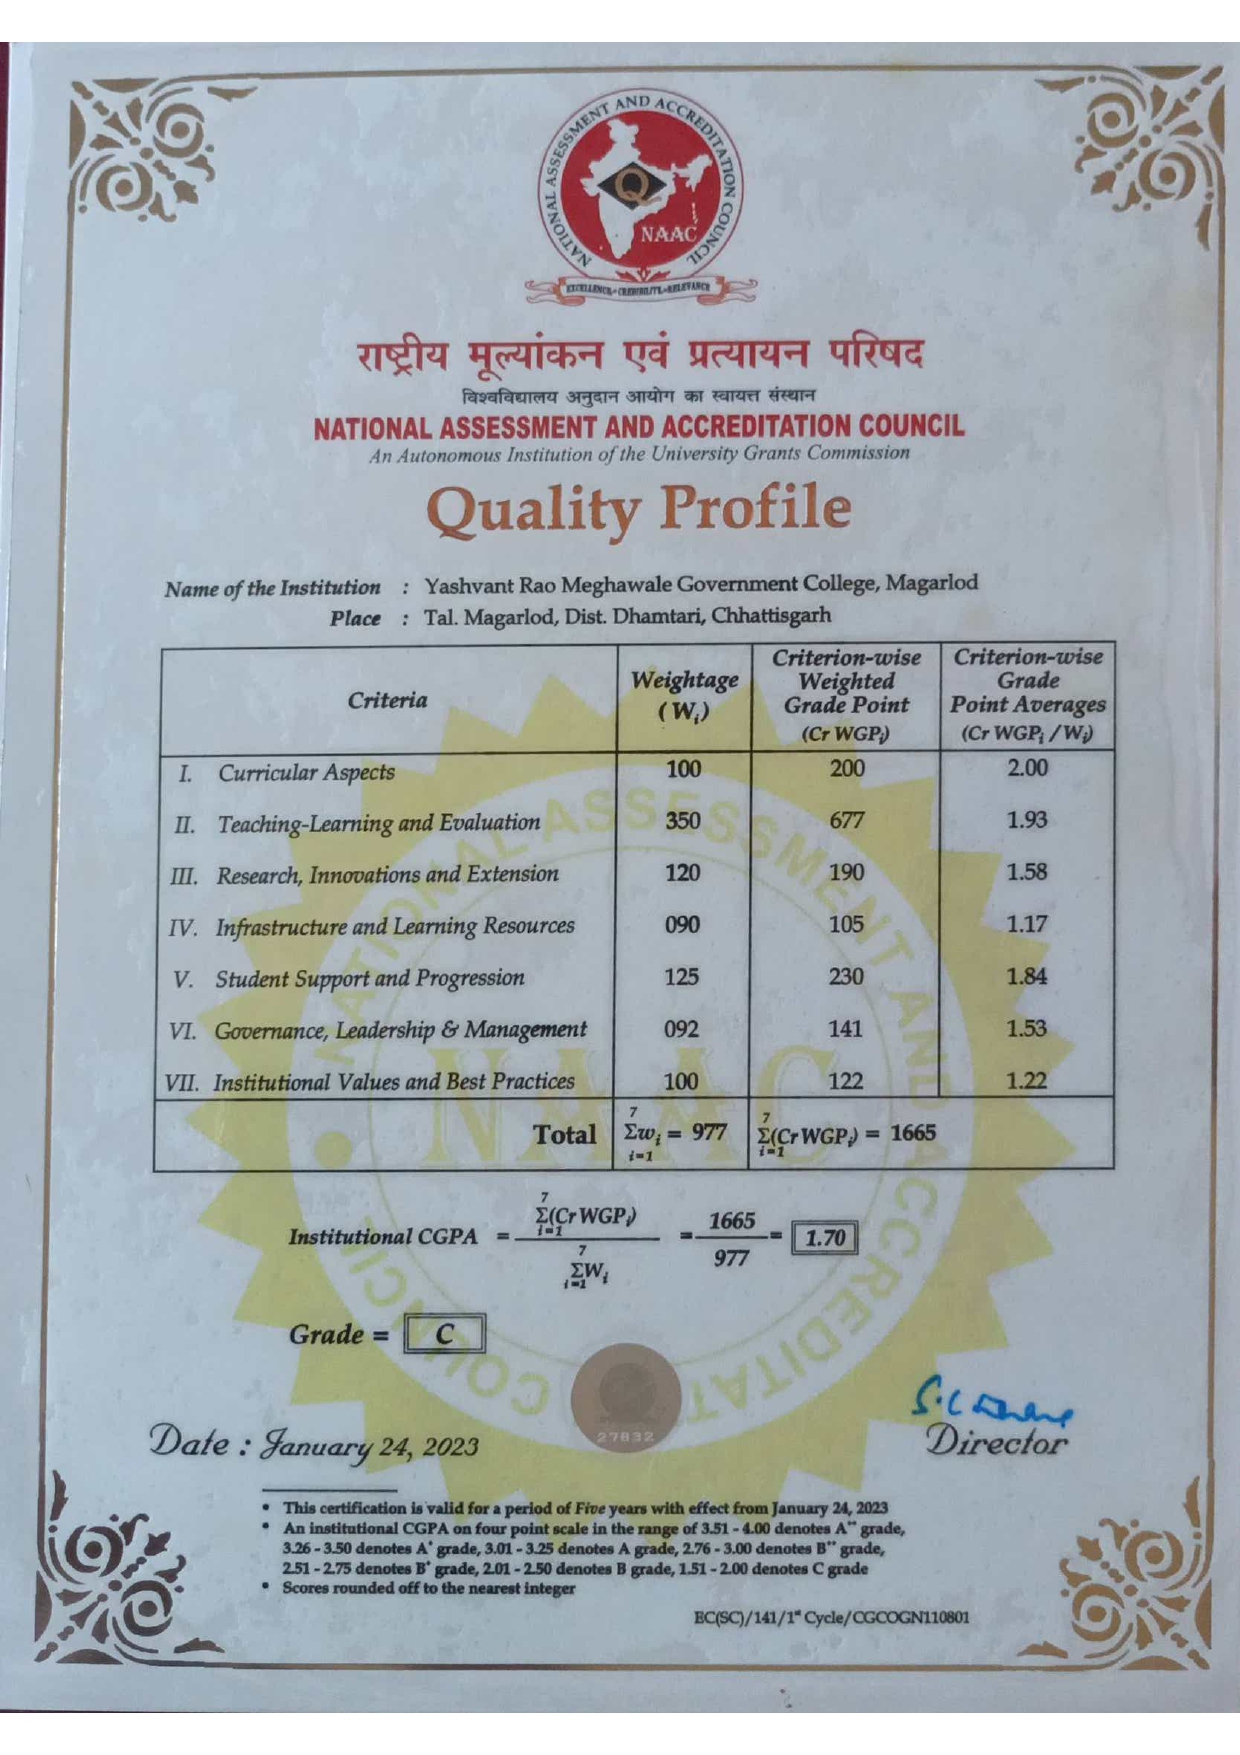 NATIONAL ASSESSMENT AND ACCREDITATION COUNCIL
Q
NAAC
EXCELLENCE - CREDIBILITY - RELEVANCE
राष्ट्रीय मूल्यांकन एवं प्रत्यायन परिषद
विश्वविद्यालय अनुदान आयोग का स्वायत्त संस्थान
NATIONAL ASSESSMENT AND ACCREDITATION COUNCIL
An Autonomous Institution of the University Grants Commission
Quality Profile
Name of the Institution : Yashvant Rao Meghawale Government College, Magarlod
Place : Tal. Magarlod, Dist. Dhamtari, Chhattisgarh
Criteria | Weightage (Wi) | Criterion-wise Weighted Grade Point (Cr WGPi) | Criterion-wise Grade Point Averages (Cr WGPi / Wi)
I. Curricular Aspects 100 200 2.00
II. Teaching-Learning and Evaluation 350 677 1.93
III. Research, Innovations and Extension 120 190 1.58
IV. Infrastructure and Learning Resources 090 105 1.17
V. Student Support and Progression 125 230 1.84
VI. Governance, Leadership & Management 092 141 1.53
VII. Institutional Values and Best Practices 100 122 1.22
Total 7 Σwi = 977 i=1 7 Σ(Cr WGPi) = 1665 i=1
Institutional CGPA = 7 Σ(Cr WGPi) i=1 / 7 ΣWi i=1 = 1665 / 977 = 1.70
Grade = C
27832
Date : January 24, 2023
Director
• This certification is valid for a period of Five years with effect from January 24, 2023
• An institutional CGPA on four point scale in the range of 3.51 - 4.00 denotes A++ grade,
3.26 - 3.50 denotes A+ grade, 3.01 - 3.25 denotes A grade, 2.76 - 3.00 denotes B++ grade,
2.51 - 2.75 denotes B+ grade, 2.01 - 2.50 denotes B grade, 1.51 - 2.00 denotes C grade
• Scores rounded off to the nearest integer
EC(SC)/141/1st Cycle/CGCOGN110801